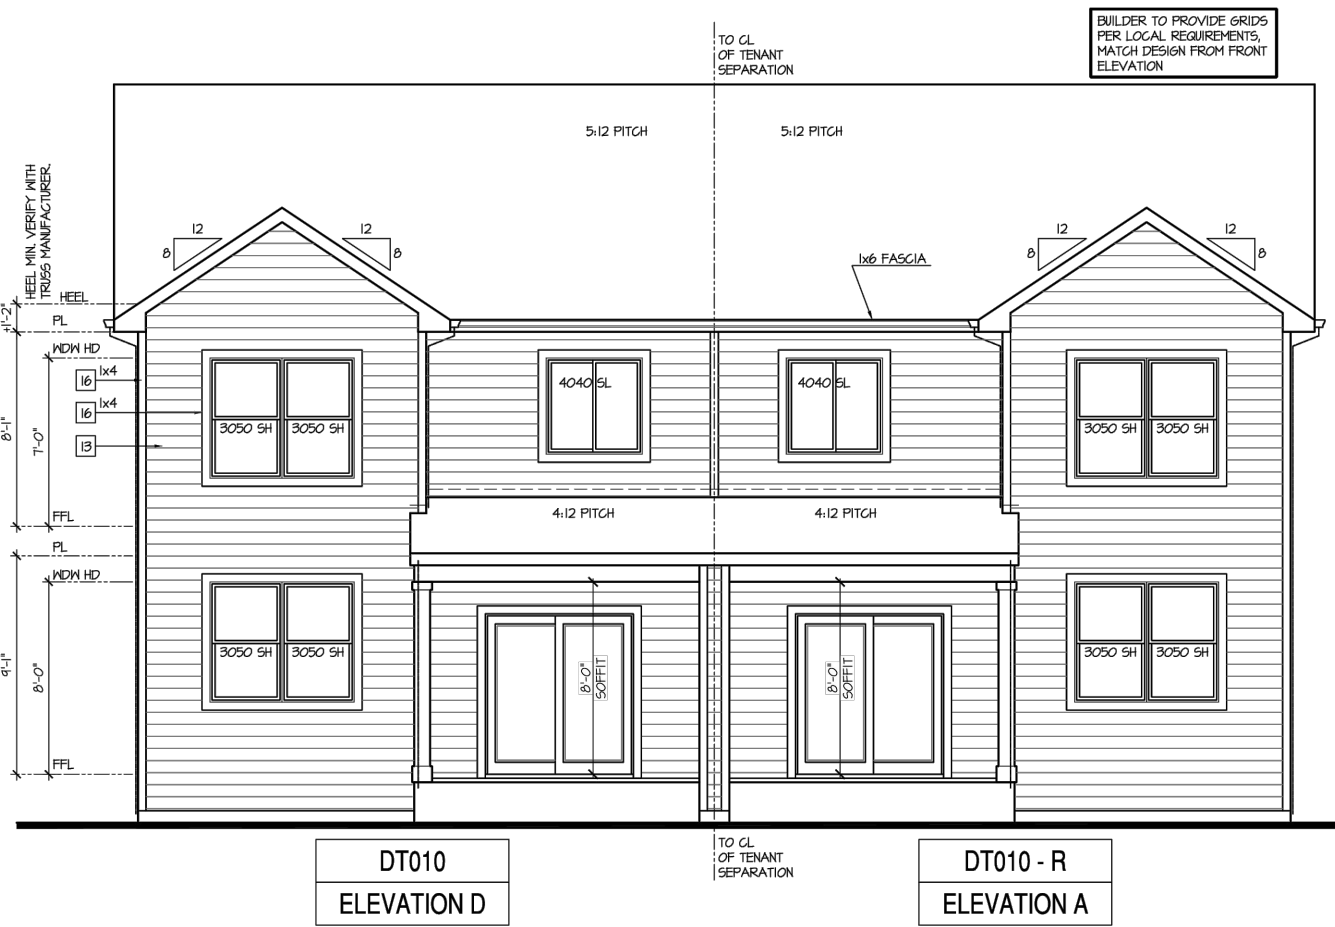 BUILDER TO PROVIDE GRIDS
PER LOCAL REQUIREMENTS,
MATCH DESIGN FROM FRONT
ELEVATION
TO CL
OF TENANT
SEPARATION
5:12 PITCH
5:12 PITCH
HEEL MIN. VERIFY WITH
TRUSS MANUFACTURER.
12
8
12
8
12
8
12
8
1x6 FASCIA
HEEL
+1'-2"
PL
WDW HD
1x4
16
1x4
16
13
8'-1"
7'-0"
3050 SH
3050 SH
4040 SL
4040 SL
3050 SH
3050 SH
FFL
4:12 PITCH
4:12 PITCH
PL
WDW HD
9'-1"
8'-0"
3050 SH
3050 SH
8'-0"
SOFFIT
8'-0"
SOFFIT
3050 SH
3050 SH
FFL
TO CL
OF TENANT
SEPARATION
DT010
ELEVATION D
DT010 - R
ELEVATION A